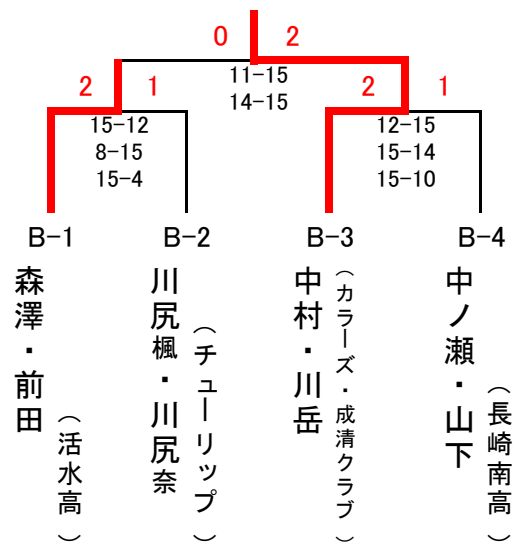 0 2
11-15
14-15
2 1
15-12
8-15
15-4
2 1
12-15
15-14
15-10
B-1
B-2
B-3
B-4
森澤・前田
（活水高）
川尻楓・川尻奈
（チューリップ）
中村・川岳
（カラーズ・成清クラブ）
中ノ瀬・山下
（長崎南高）